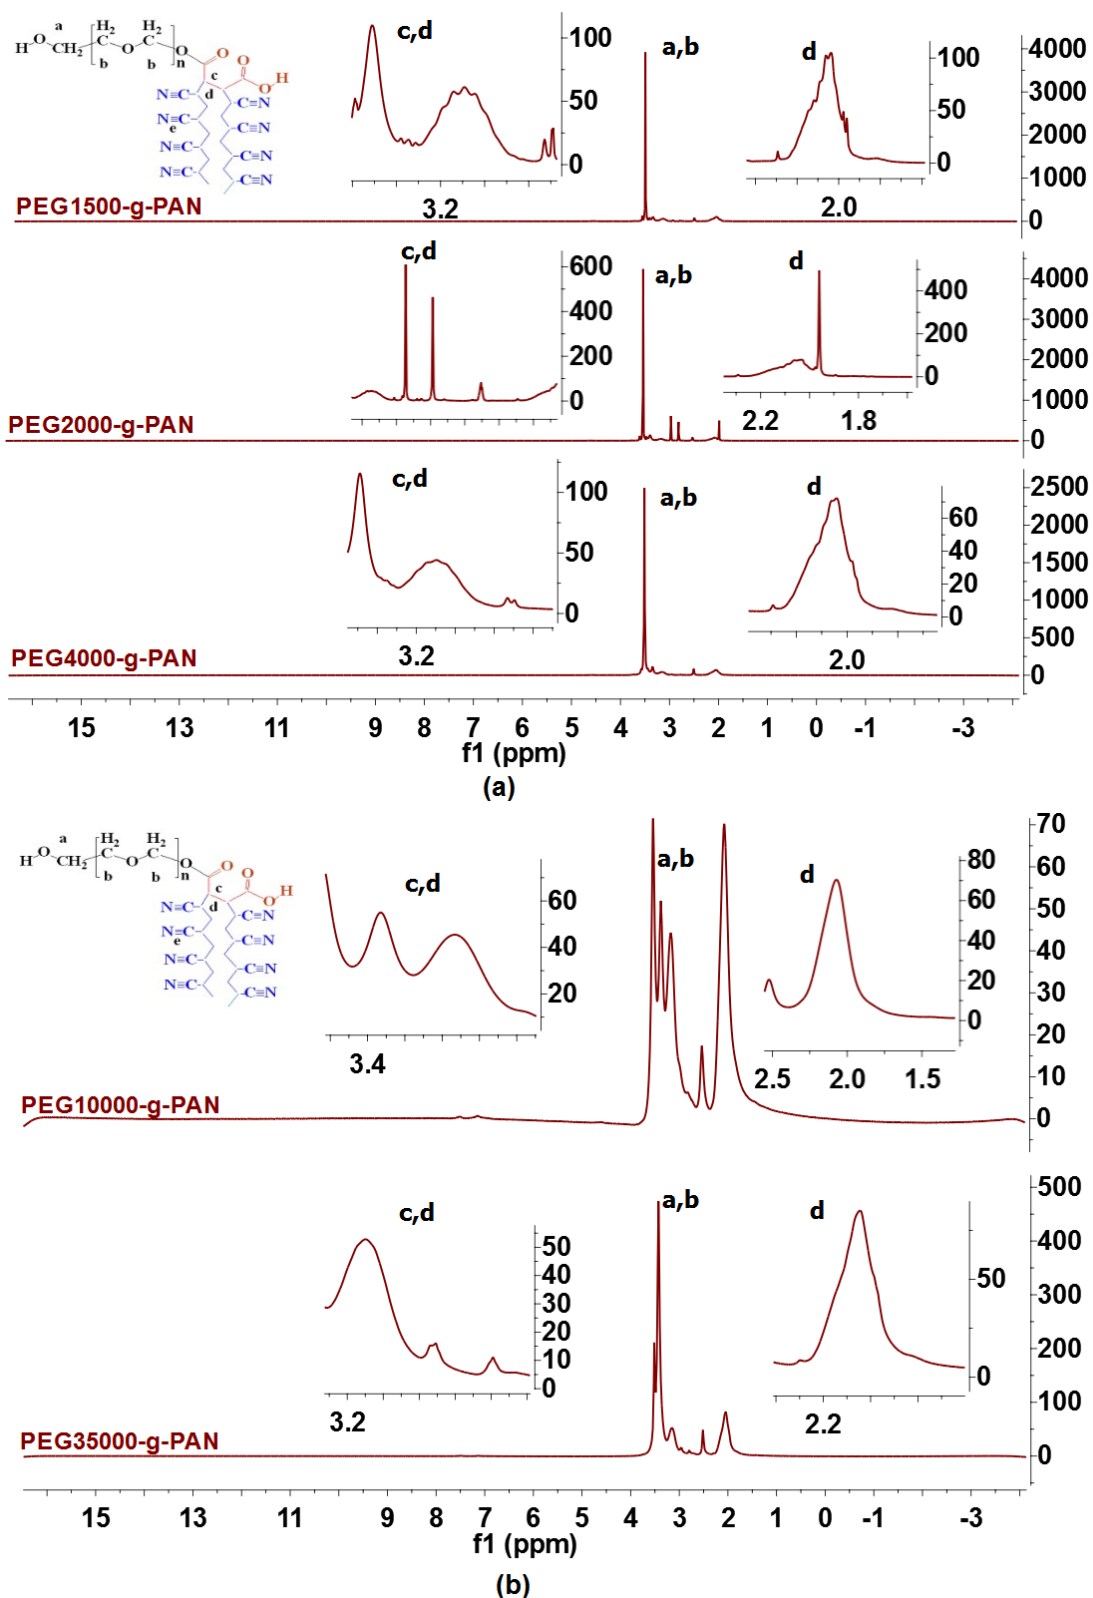 a H₂ H₂
H O CH₂ O C O O
b b n
c O O H
N≡C d C≡N
N≡C C≡N
e
N≡C C≡N
N≡C C≡N
c,d
100
50
0
3.2
a,b
d
100
50
0
2.0
4000
3000
2000
1000
0
PEG1500-g-PAN
c,d
600
400
200
0
a,b
d
400
200
0
2.2 1.8
4000
3000
2000
1000
0
PEG2000-g-PAN
c,d
100
50
0
3.2
a,b
d
60
40
20
0
2.0
2500
2000
1500
1000
500
0
PEG4000-g-PAN
15 13 11 9 8 7 6 5 4 3 2 1 0 -1 -3
f1 (ppm)
(a)
a H₂ H₂
H O CH₂ O O O
b b n
c O O H
N≡C d C≡N
N≡C C≡N
e
N≡C C≡N
N≡C C≡N
c,d
60
40
20
3.4
a,b
d
80
60
40
20
0
2.5 2.0 1.5
70
60
50
40
30
20
10
0
PEG10000-g-PAN
c,d
50
40
30
20
10
0
3.2
a,b
d
50
0
2.2
500
400
300
200
100
0
PEG35000-g-PAN
15 13 11 9 8 7 6 5 4 3 2 1 0 -1 -3
f1 (ppm)
(b)